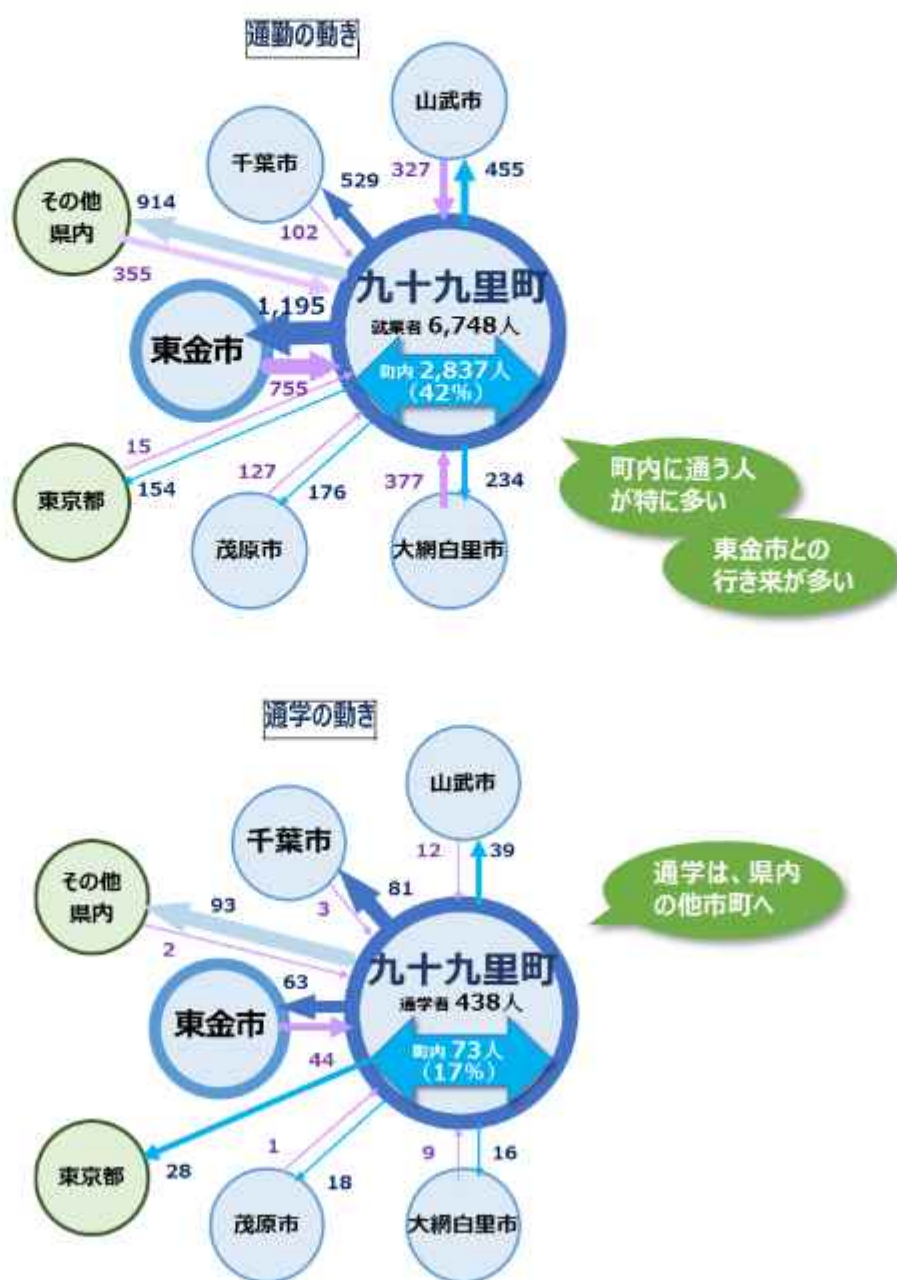 通勤の動き
山武市
千葉市
327
455
529
その他
県内
914
102
355
九十九里町
就業者 6,748人
1,195
東金市
町内 2,837人
(42%)
755
15
東京都
154
127
176
377
234
茂原市
大網白里市
町内に通う人
が特に多い
東金市との
行き来が多い
通学の動き
山武市
千葉市
12
39
その他
県内
93
3
81
2
通学は、県内
の他市町へ
九十九里町
通学者 438人
63
東金市
町内 73人
(17%)
44
東京都
28
1
18
9
16
茂原市
大網白里市